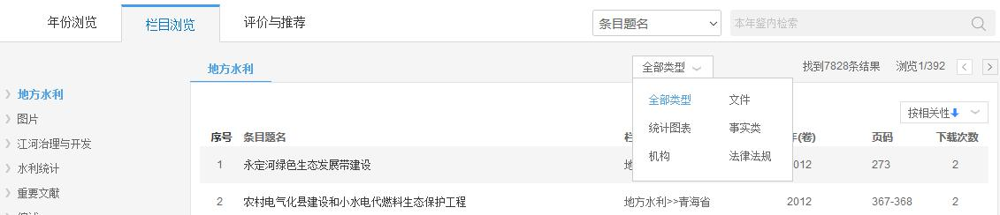 年份浏览 栏目浏览 评价与推荐 条目题名 本年鉴内检索
地方水利 全部类型 找到7828条结果 浏览1/392
地方水利
图片
江河治理与开发
水利统计
重要文献
全部类型 文件
统计图表 事实类
机构 法律法规
按相关性
序号 条目题名 (卷) 页码 下载次数
1 永定河绿色生态发展带建设 012 273 2
2 农村电气化县建设和小水电代燃料生态保护工程 地方水利>>青海省 2012 367-368 2